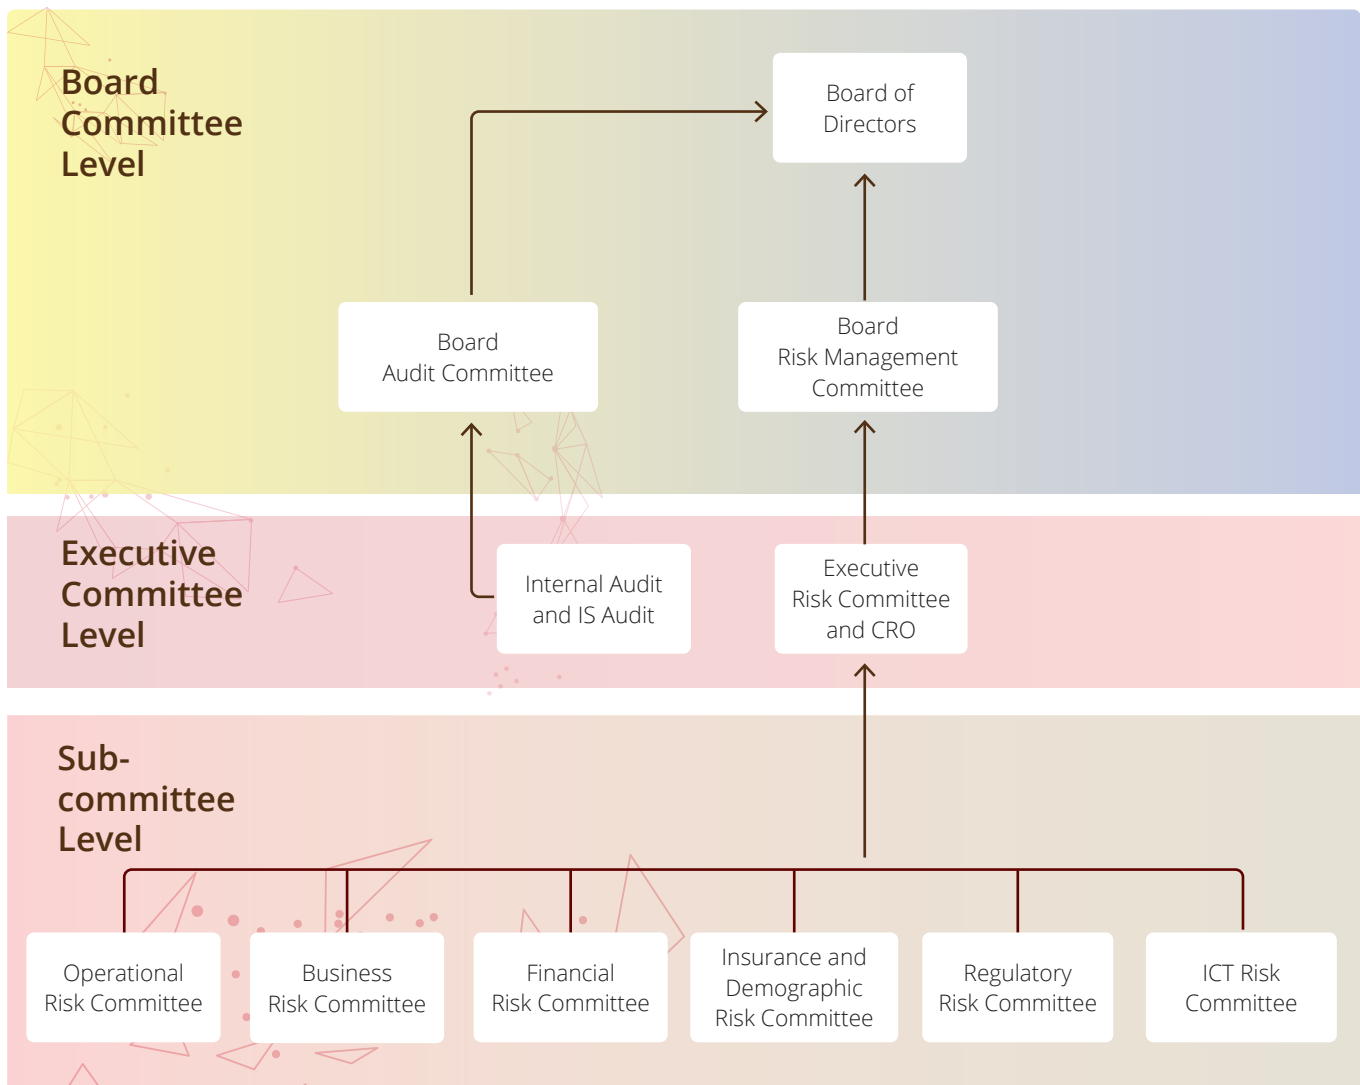 Board
Committee
Level
Board of
Directors
Board
Audit Committee
Board
Risk Management
Committee
Executive
Committee
Level
Internal Audit
and IS Audit
Executive
Risk Committee
and CRO
Sub-
committee
Level
Operational
Risk Committee
Business
Risk Committee
Financial
Risk Committee
Insurance and
Demographic
Risk Committee
Regulatory
Risk Committee
ICT Risk
Committee